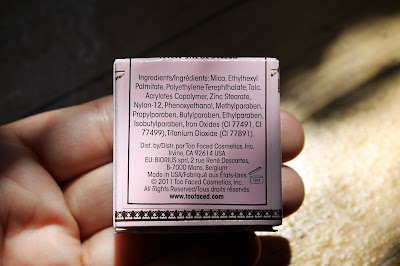 Ingredients/Ingrédients: Mica, Ethylhexyl
Palmitate, Polyethylene Terephthalate, Talc,
Acrylates Copolymer, Zinc Stearate,
Nylon-12, Phenoxyethanol, Methylparaben,
Propylparaben, Butylparaben, Ethylparaben,
Isobutylparaben, Iron Oxides (CI 77491, CI
77499), Titanium Dioxide (CI 77891).
Dist. by/Distr. par Too Faced Cosmetics, Inc.
Irvine, CA 92614 USA
EU: BIORIUS sprl, 2 rue René Descartes,
B-7000 Mons, Belgium
Made in USA/Fabriqué aux États-Unis
© 2011 Too Faced Cosmetics, Inc.
All Rights Reserved/Tous droits réservés
www.toofaced.com